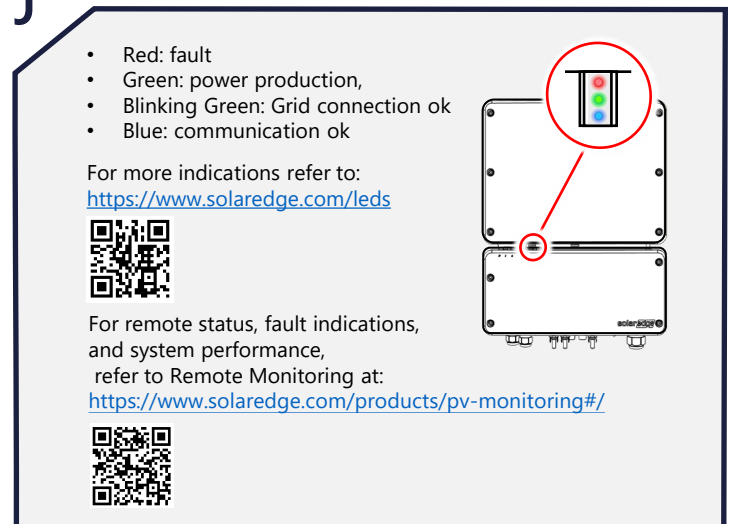 • Red: fault
• Green: power production,
• Blinking Green: Grid connection ok
• Blue: communication ok
For more indications refer to:
https://www.solaredge.com/leds
For remote status, fault indications,
and system performance,
refer to Remote Monitoring at:
https://www.solaredge.com/products/pv-monitoring#/
solaredge